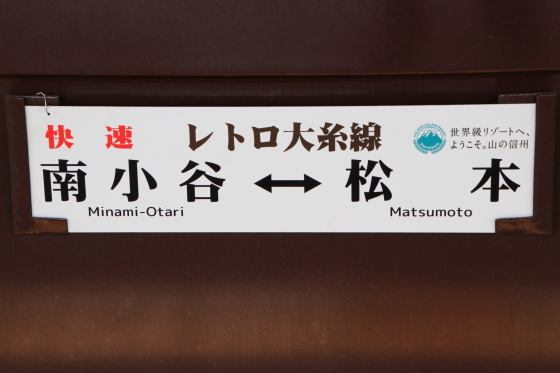 快速 レトロ大糸線
世界級リゾートへ、
ようこそ。山の信州
南小谷 ↔ 松本
Minami-Otari Matsumoto